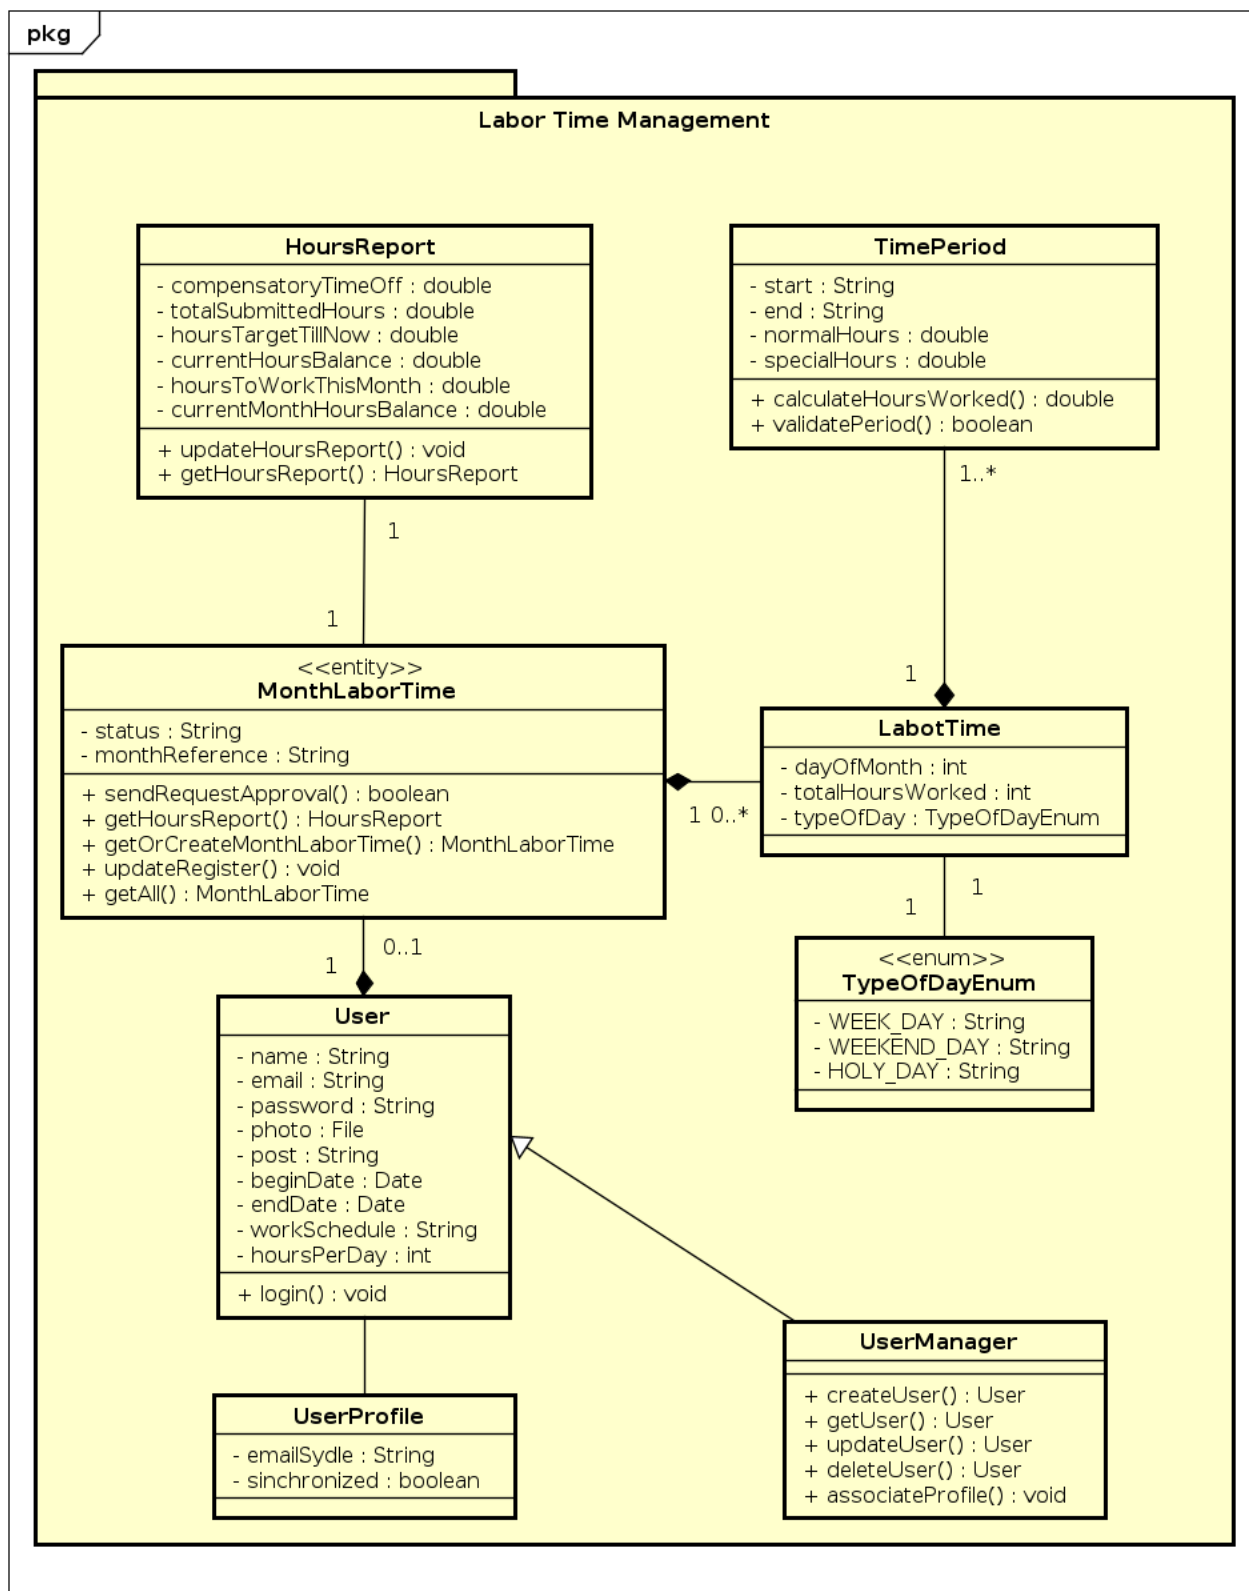 pkg
Labor Time Management
HoursReport
- compensatoryTimeOff : double
- totalSubmittedHours : double
- hoursTargetTillNow : double
- currentHoursBalance : double
- hoursToWorkThisMonth : double
- currentMonthHoursBalance : double
+ updateHoursReport() : void
+ getHoursReport() : HoursReport
TimePeriod
- start : String
- end : String
- normalHours : double
- specialHours : double
+ calculateHoursWorked() : double
+ validatePeriod() : boolean
1..*
1
1
1
<<entity>>
MonthLaborTime
- status : String
- monthReference : String
+ sendRequestApproval() : boolean
+ getHoursReport() : HoursReport
+ getOrCreateMonthLaborTime() : MonthLaborTime
+ updateRegister() : void
+ getAll() : MonthLaborTime
1 0..*
LabotTime
- dayOfMonth : int
- totalHoursWorked : int
- typeOfDay : TypeOfDayEnum
1
1
<<enum>>
TypeOfDayEnum
- WEEK_DAY : String
- WEEKEND_DAY : String
- HOLY_DAY : String
0..1
1
User
- name : String
- email : String
- password : String
- photo : File
- post : String
- beginDate : Date
- endDate : Date
- workSchedule : String
- hoursPerDay : int
+ login() : void
UserProfile
- emailSydle : String
- sinchronized : boolean
UserManager
+ createUser() : User
+ getUser() : User
+ updateUser() : User
+ deleteUser() : User
+ associateProfile() : void